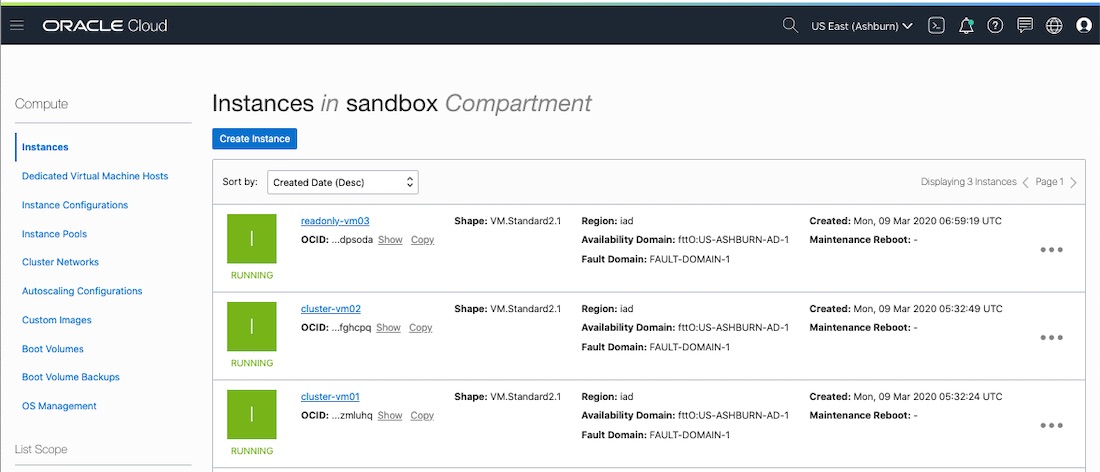 ORACLE Cloud
US East (Ashburn)
Compute
Instances
Dedicated Virtual Machine Hosts
Instance Configurations
Instance Pools
Cluster Networks
Autoscaling Configurations
Custom Images
Boot Volumes
Boot Volume Backups
OS Management
List Scope
Instances in sandbox Compartment
Create Instance
Sort by: Created Date (Desc)
Displaying 3 Instances Page 1
readonly-vm03
OCID: ...dpsoda Show Copy
RUNNING
Shape: VM.Standard2.1
Region: iad
Availability Domain: fttO:US-ASHBURN-AD-1
Fault Domain: FAULT-DOMAIN-1
Created: Mon, 09 Mar 2020 06:59:19 UTC
Maintenance Reboot: -
cluster-vm02
OCID: ...fghcpq Show Copy
RUNNING
Shape: VM.Standard2.1
Region: iad
Availability Domain: fttO:US-ASHBURN-AD-1
Fault Domain: FAULT-DOMAIN-1
Created: Mon, 09 Mar 2020 05:32:49 UTC
Maintenance Reboot: -
cluster-vm01
OCID: ...zmluhq Show Copy
RUNNING
Shape: VM.Standard2.1
Region: iad
Availability Domain: fttO:US-ASHBURN-AD-1
Fault Domain: FAULT-DOMAIN-1
Created: Mon, 09 Mar 2020 05:32:24 UTC
Maintenance Reboot: -